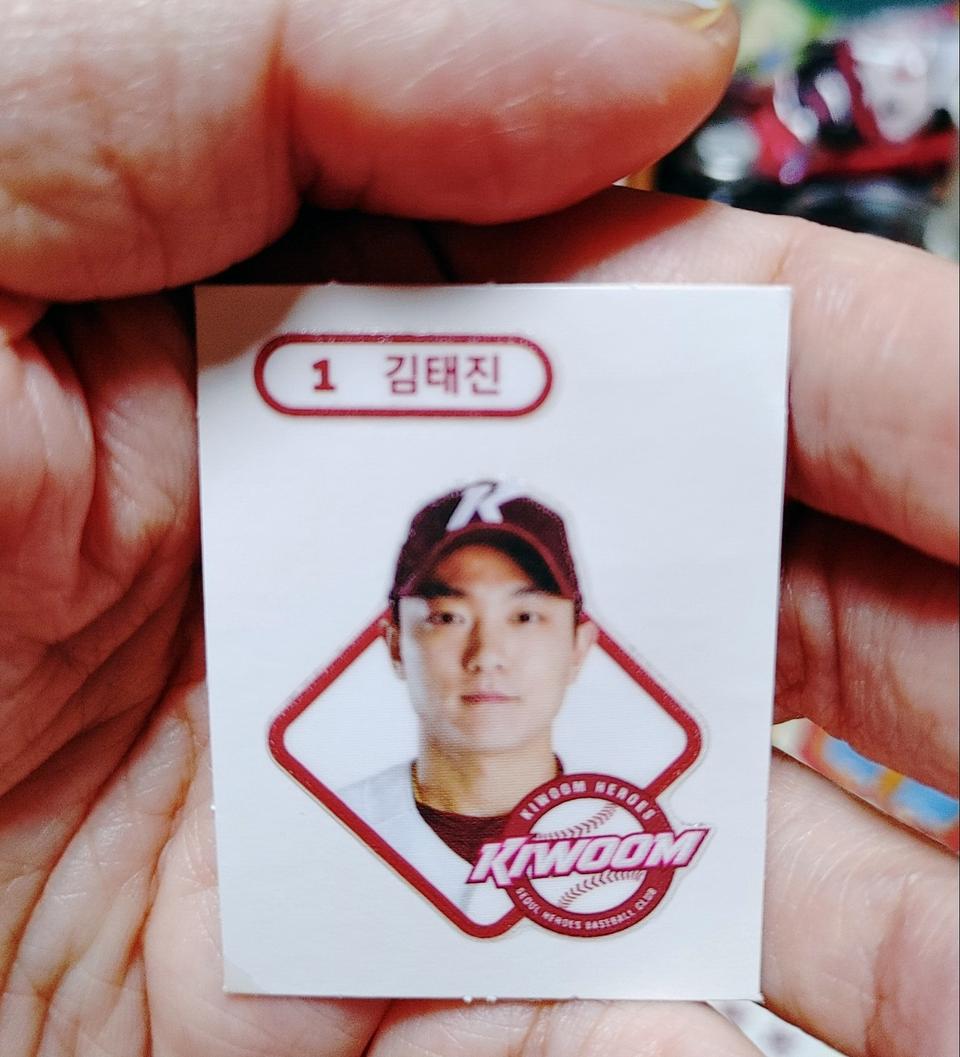 1 김태진
K
KIWOOM HEROES
KIWOOM
SEOUL HEROES BASEBALL CLUB